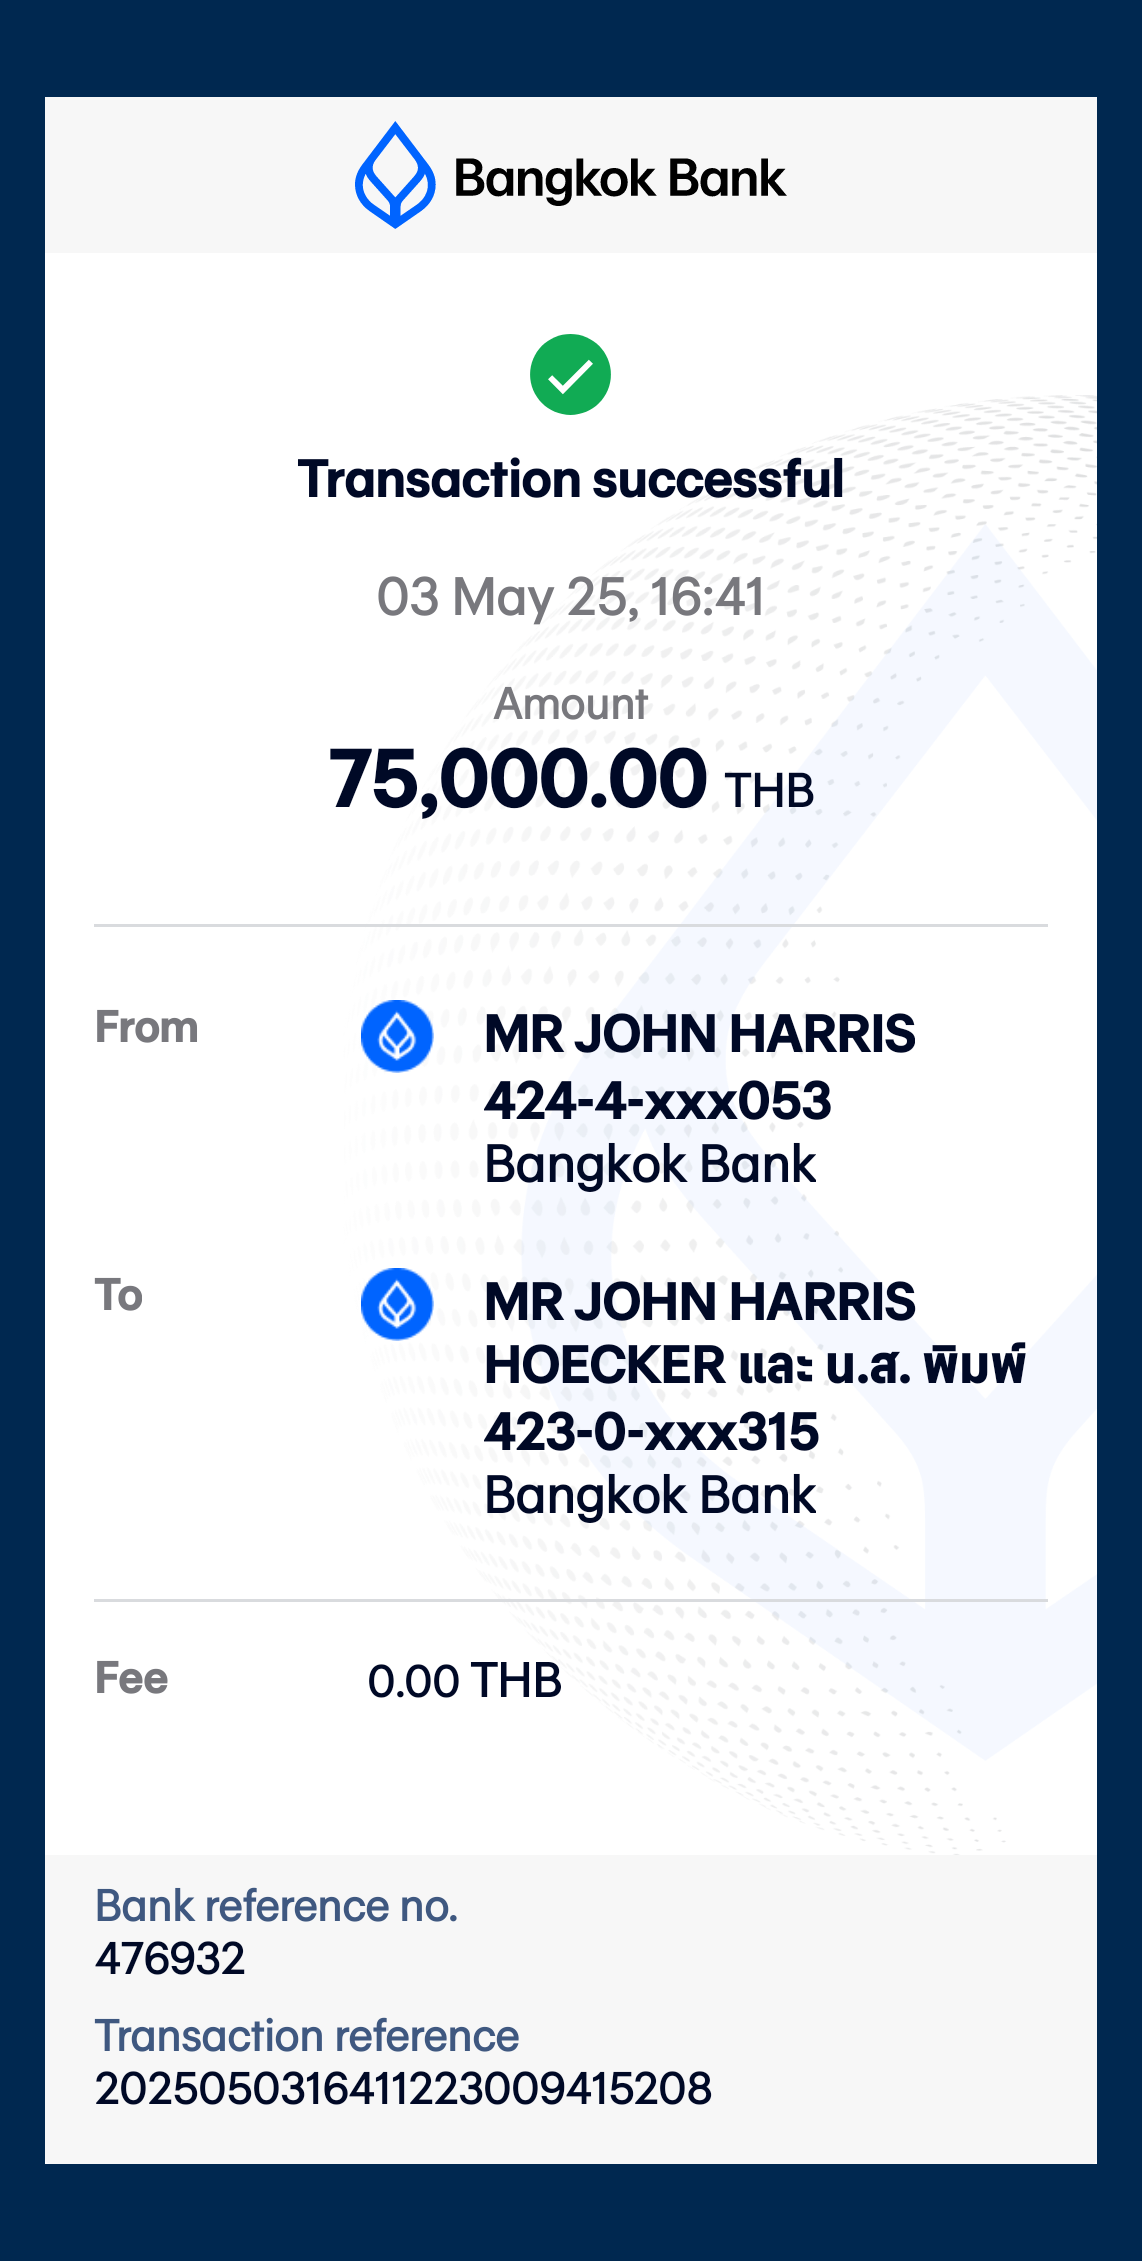 Bangkok Bank
Transaction successful
03 May 25, 16:41
Amount
75,000.00 THB
From
MR JOHN HARRIS
424-4-xxx053
Bangkok Bank
To
MR JOHN HARRIS
HOECKER และ น.ส. พิมพ์
423-0-xxx315
Bangkok Bank
Fee
0.00 THB
Bank reference no.
476932
Transaction reference
2025050316411223009415208